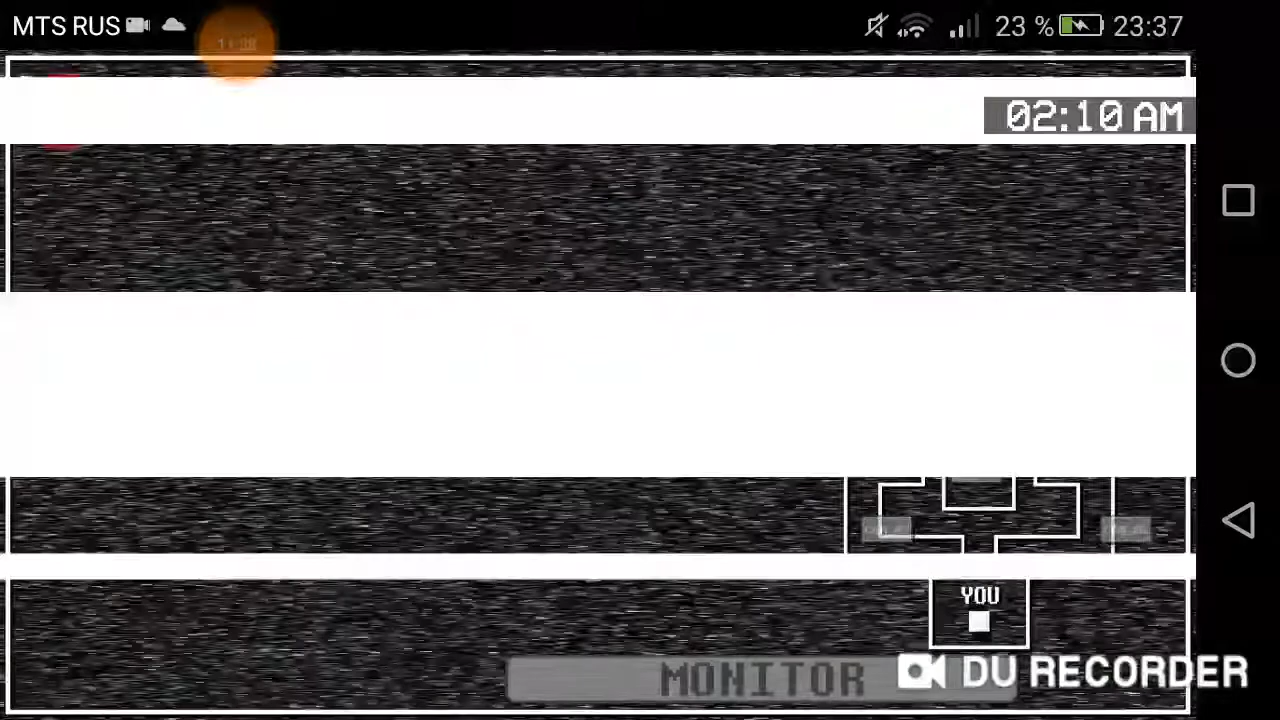 MTS RUS 23 % 23:37
02:10 AM
YOU
MONITOR
DU RECORDER